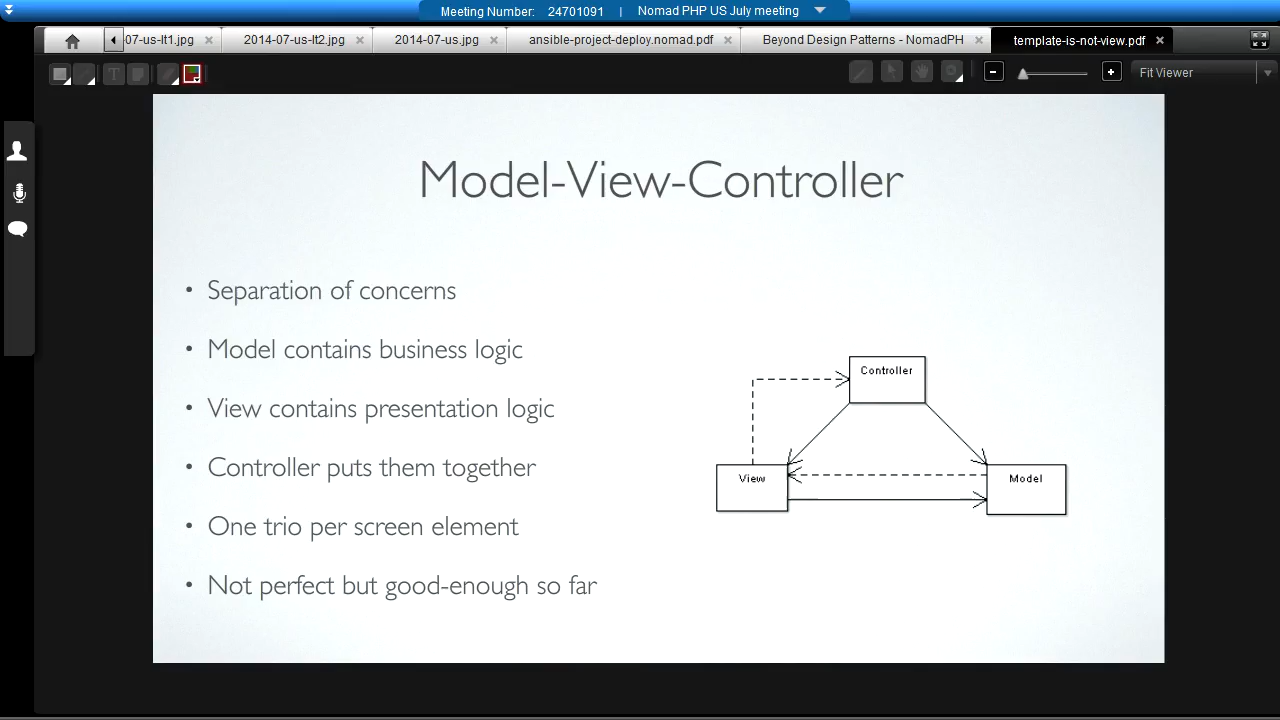 Meeting Number: 24701091 | Nomad PHP US July meeting
07-us-lt1.jpg
2014-07-us-lt2.jpg
2014-07-us.jpg
ansible-project-deploy.nomad.pdf
Beyond Design Patterns - NomadPH
template-is-not-view.pdf
T
Fit Viewer
Model-View-Controller
• Separation of concerns
• Model contains business logic
• View contains presentation logic
• Controller puts them together
• One trio per screen element
• Not perfect but good-enough so far
Controller
View
Model